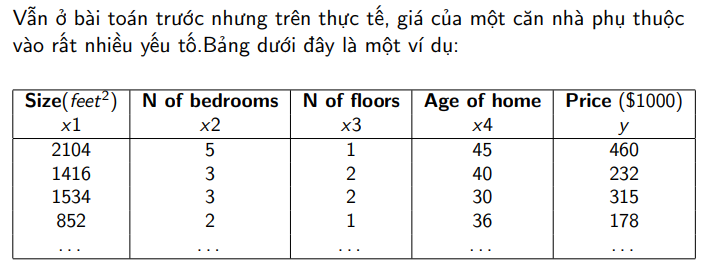 Vẫn ở bài toán trước nhưng trên thực tế, giá của một căn nhà phụ thuộc
vào rất nhiều yếu tố.Bảng dưới đây là một ví dụ:
Size(feet²) N of bedrooms N of floors Age of home Price ($1000)
x1 x2 x3 x4 y
2104 5 1 45 460
1416 3 2 40 232
1534 3 2 30 315
852 2 1 36 178
... ... ... ... ...